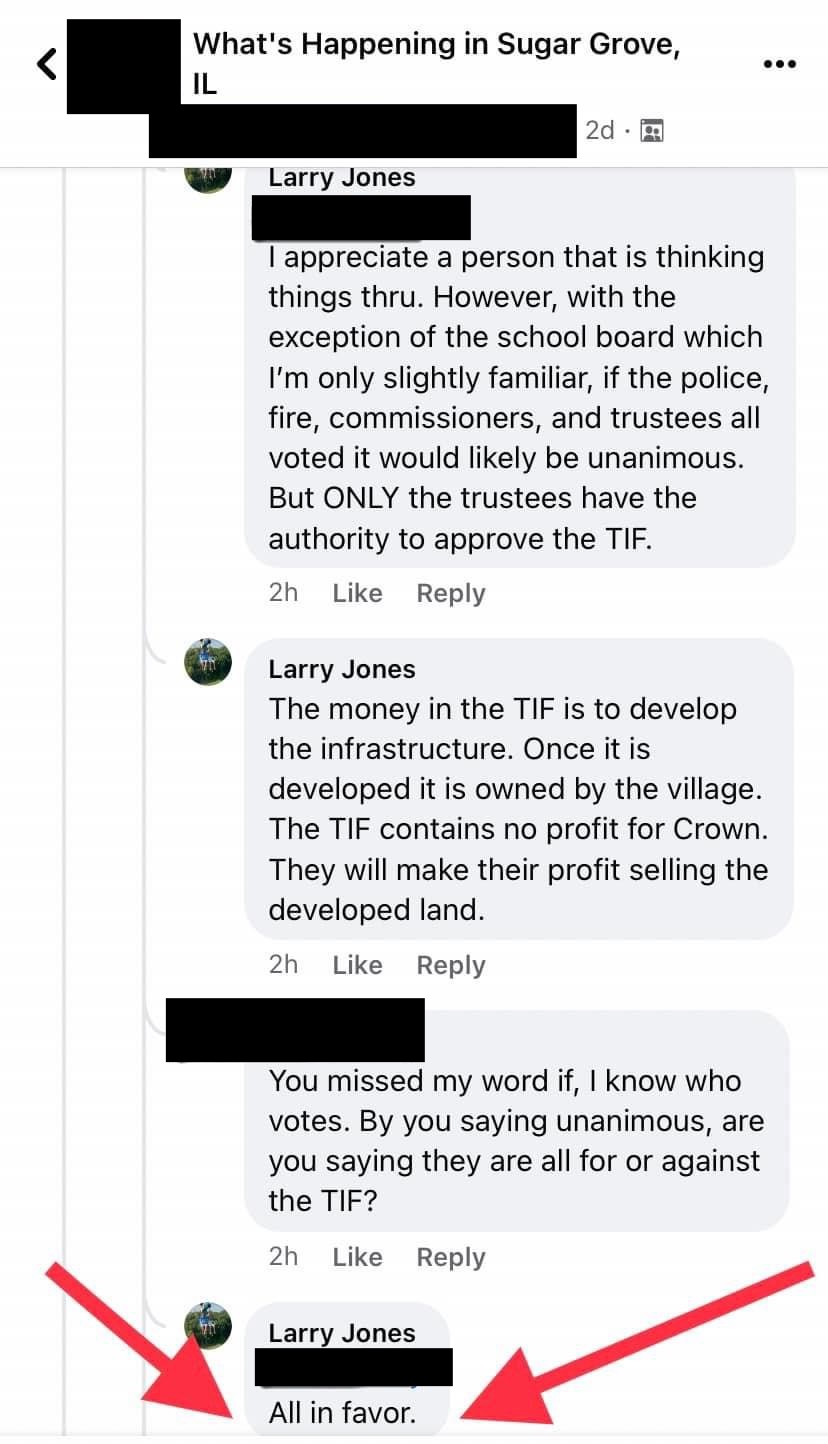 What's Happening in Sugar Grove,
IL
2d ·
Larry Jones
I appreciate a person that is thinking
things thru. However, with the
exception of the school board which
I'm only slightly familiar, if the police,
fire, commissioners, and trustees all
voted it would likely be unanimous.
But ONLY the trustees have the
authority to approve the TIF.
2h Like Reply
Larry Jones
The money in the TIF is to develop
the infrastructure. Once it is
developed it is owned by the village.
The TIF contains no profit for Crown.
They will make their profit selling the
developed land.
2h Like Reply
You missed my word if, I know who
votes. By you saying unanimous, are
you saying they are all for or against
the TIF?
2h Like Reply
Larry Jones
All in favor.